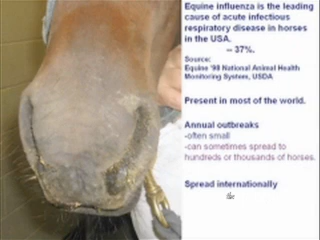 Equine influenza is the leading
cause of acute infectious
respiratory disease in horses
in the USA.
-- 37%.
Source:
Equine '98 National Animal Health
Monitoring System, USDA
Present in most of the world.
Annual outbreaks
-often small
-can sometimes spread to
hundreds or thousands of horses.
Spread internationally